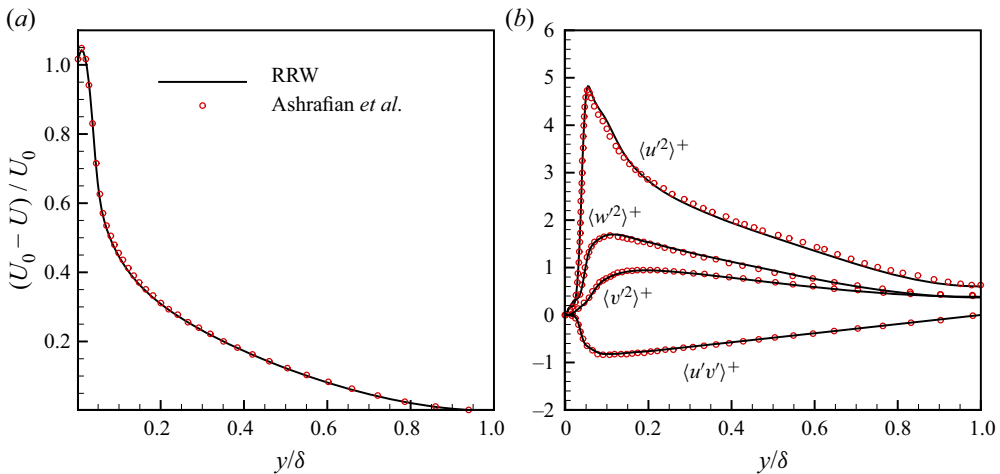 (a)
1.0
0.8
0.6
0.4
0.2
((U₀ – U) / U₀
RRW
Ashrafian et al.
0.2 0.4 0.6 0.8 1.0
y/δ
(b)
6
5
4
3
2
1
0
−1
−2
⟨u′²⟩⁺
⟨w′²⟩⁺
⟨v′²⟩⁺
⟨u′v′⟩⁺
0 0.2 0.4 0.6 0.8 1.0
y/δ